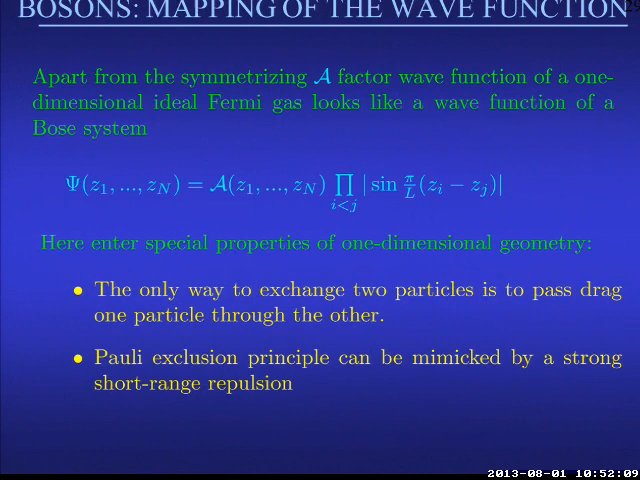 BOSONS: MAPPING OF THE WAVE FUNCTION
Apart from the symmetrizing 𝒜 factor wave function of a one-
dimensional ideal Fermi gas looks like a wave function of a
Bose system
Ψ(z₁, ..., z_N) = 𝒜(z₁, ..., z_N) ∏_{i<j} | sin π/L (z_i − z_j)|
Here enter special properties of one-dimensional geometry:
• The only way to exchange two particles is to pass drag
one particle through the other.
• Pauli exclusion principle can be mimicked by a strong
short-range repulsion
2013-08-01 10:52:09